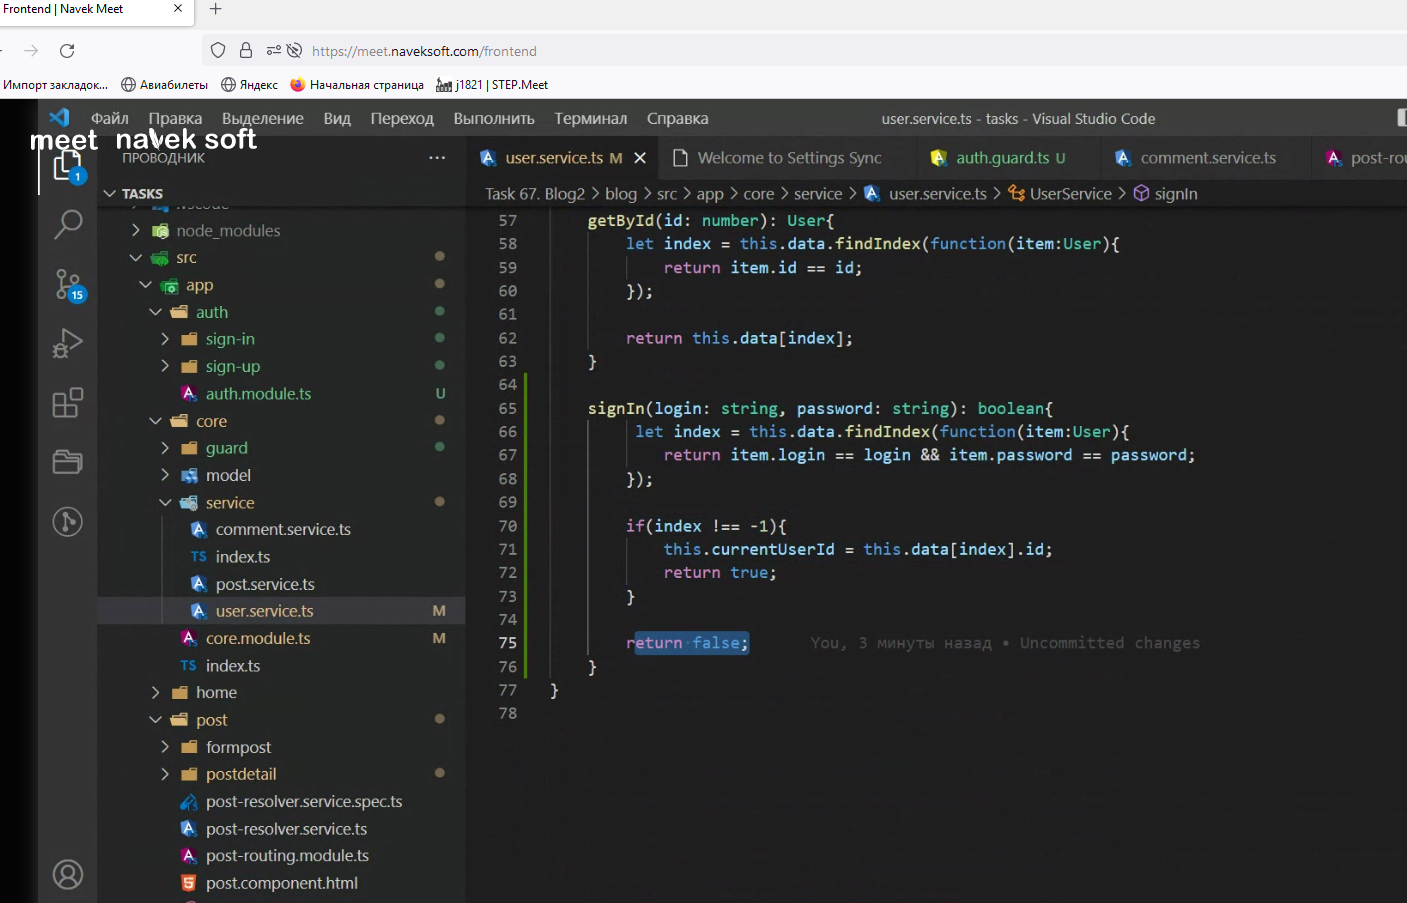 Frontend | Navek Meet
https://meet.naveksoft.com/frontend
Импорт закладок... Авиабилеты Яндекс Начальная страница j1821 | STEP.Meet
Файл Правка Выделение Вид Переход Выполнить Терминал Справка user.service.ts - tasks - Visual Studio Code
meet navek soft
ПРОВОДНИК ...
1
TASKS
.vscode
node_modules
src
app
15
auth
sign-in
sign-up
auth.module.ts U
core
guard
model
service
comment.service.ts
TS index.ts
post.service.ts
user.service.ts M
core.module.ts M
TS index.ts
home
post
formpost
postdetail
post-resolver.service.spec.ts
post-resolver.service.ts
post-routing.module.ts
post.component.html
user.service.ts M Welcome to Settings Sync auth.guard.ts U comment.service.ts post-rou
Task 67. Blog2 > blog > src > app > core > service > user.service.ts > UserService > signIn
57 getById(id: number): User{
58 let index = this.data.findIndex(function(item:User){
59 return item.id == id;
60 });
61
62 return this.data[index];
63 }
64
65 signIn(login: string, password: string): boolean{
66 let index = this.data.findIndex(function(item:User){
67 return item.login == login && item.password == password;
68 });
69
70 if(index !== -1){
71 this.currentUserId = this.data[index].id;
72 return true;
73 }
74
75 return false; You, 3 минуты назад • Uncommitted changes
76 }
77 }
78